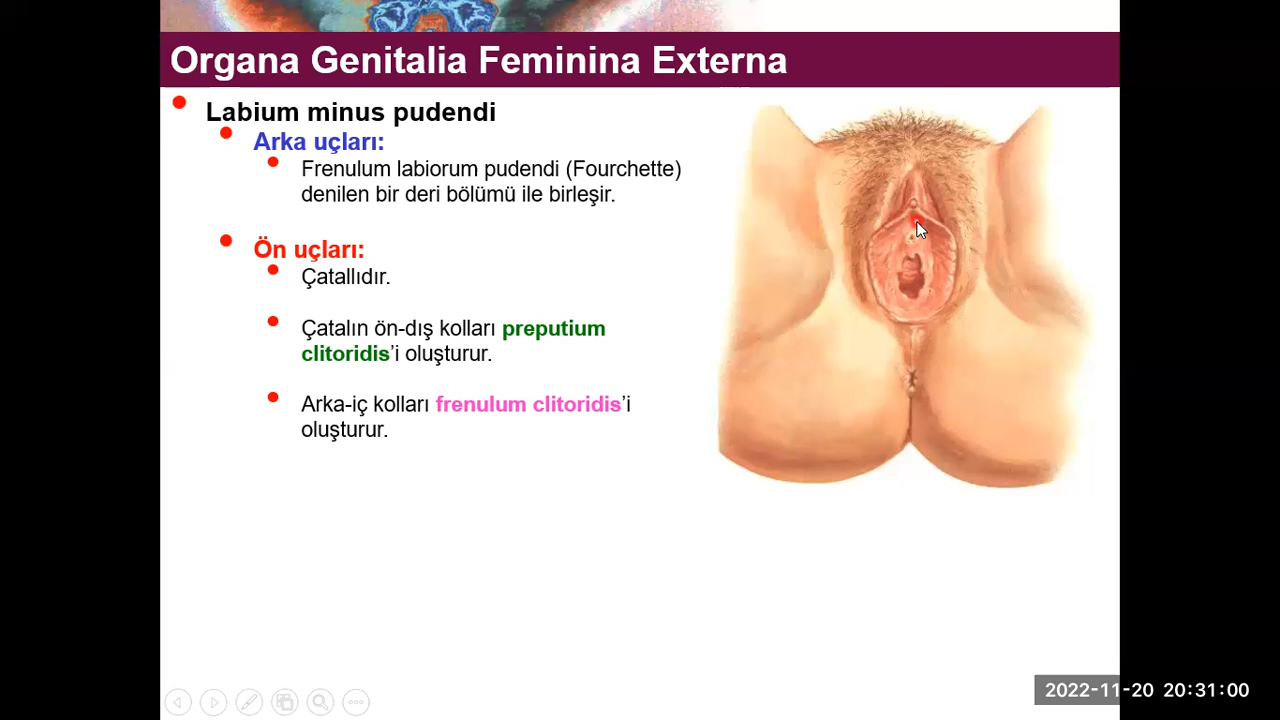 Organa Genitalia Feminina Externa
Labium minus pudendi
Arka uçları:
Frenulum labiorum pudendi (Fourchette)
denilen bir deri bölümü ile birleşir.
Ön uçları:
Çatallıdır.
Çatalın ön-dış kolları preputium
clitoridis’i oluşturur.
Arka-iç kolları frenulum clitoridis’i
oluşturur.
2022-11-20 20:31:00